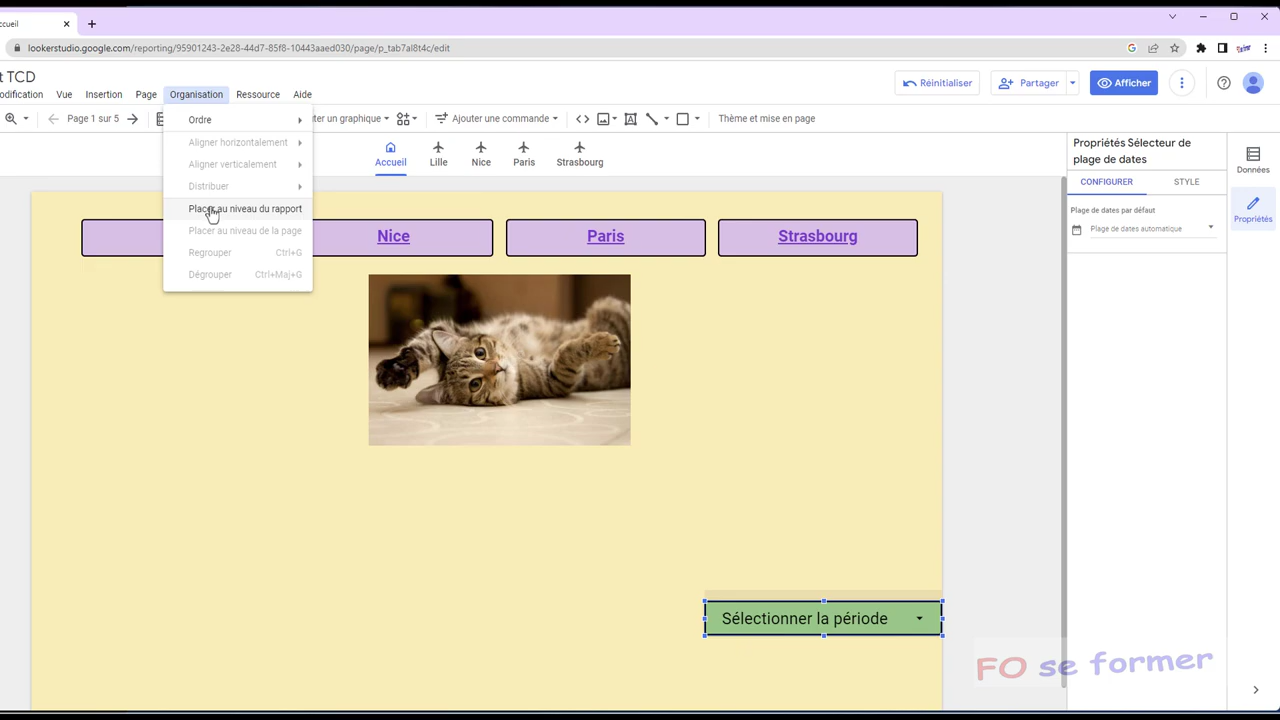 ccueil
lookerstudio.google.com/reporting/95901243-2e28-44d7-85f8-10443aaed030/page/p_tab7al8t4c/edit
t TCD
Réinitialiser
Partager
Afficher
odification
Vue
Insertion
Page
Organisation
Ressource
Aide
Page 1 sur 5
uter un graphique
Ajouter une commande
Thème et mise en page
Ordre
Aligner horizontalement
Aligner verticalement
Distribuer
Placer au niveau du rapport
Placer au niveau de la page
Regrouper Ctrl+G
Dégrouper Ctrl+Maj+G
Accueil
Lille
Nice
Paris
Strasbourg
Nice
Paris
Strasbourg
Sélectionner la période
Propriétés Sélecteur de
plage de dates
CONFIGURER
STYLE
Plage de dates par défaut
Plage de dates automatique
Données
Propriétés
FO se former